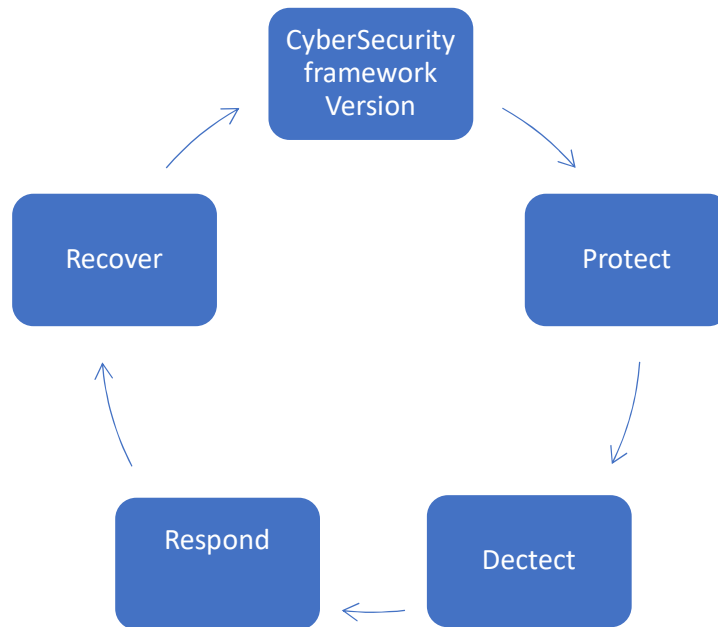 CyberSecurity
framework
Version
Recover
Protect
Respond
Dectect